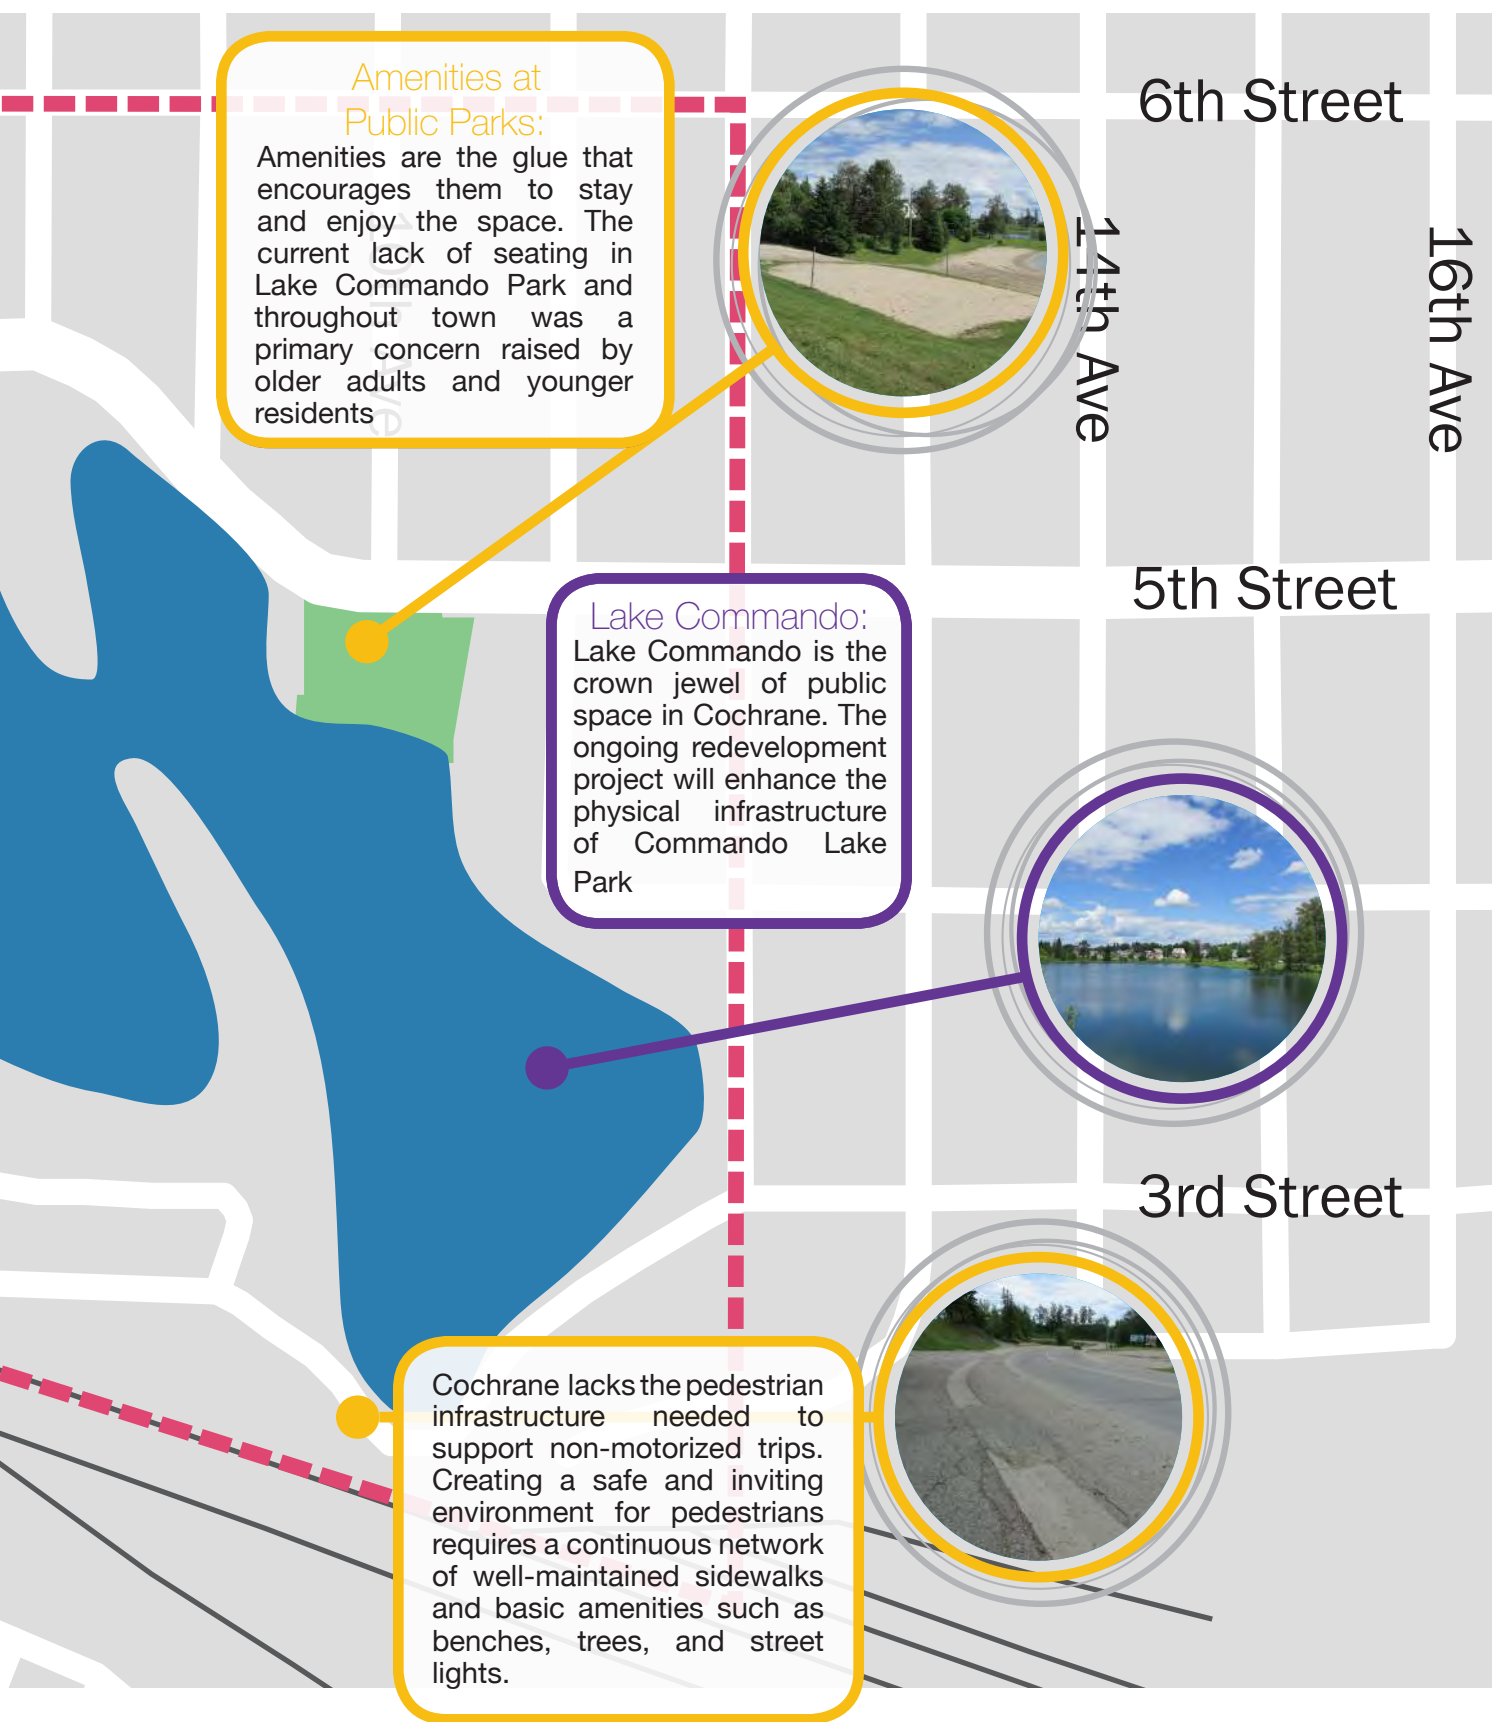 Amenities at
Public Parks:
Amenities are the glue that
encourages them to stay
and enjoy the space. The
current lack of seating in
Lake Commando Park and
throughout town was a
primary concern raised by
older adults and younger
residents
10th Ave
6th Street
14th Ave
16th Ave
5th Street
Lake Commando:
Lake Commando is the
crown jewel of public
space in Cochrane. The
ongoing redevelopment
project will enhance the
physical infrastructure
of Commando Lake
Park
3rd Street
Cochrane lacks the pedestrian
infrastructure needed to
support non-motorized trips.
Creating a safe and inviting
environment for pedestrians
requires a continuous network
of well-maintained sidewalks
and basic amenities such as
benches, trees, and street
lights.